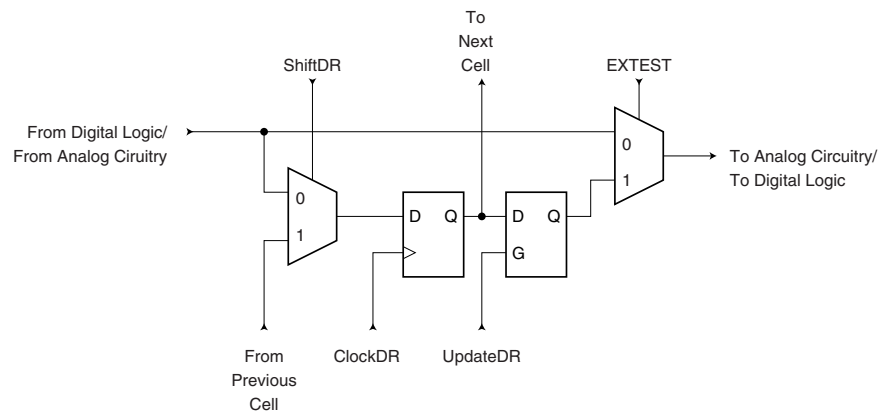 To
Next
Cell
ShiftDR
EXTEST
From Digital Logic/
From Analog Ciruitry
0
1
To Analog Circuitry/
To Digital Logic
0
1
D Q
D Q
G
From
Previous
Cell
ClockDR
UpdateDR